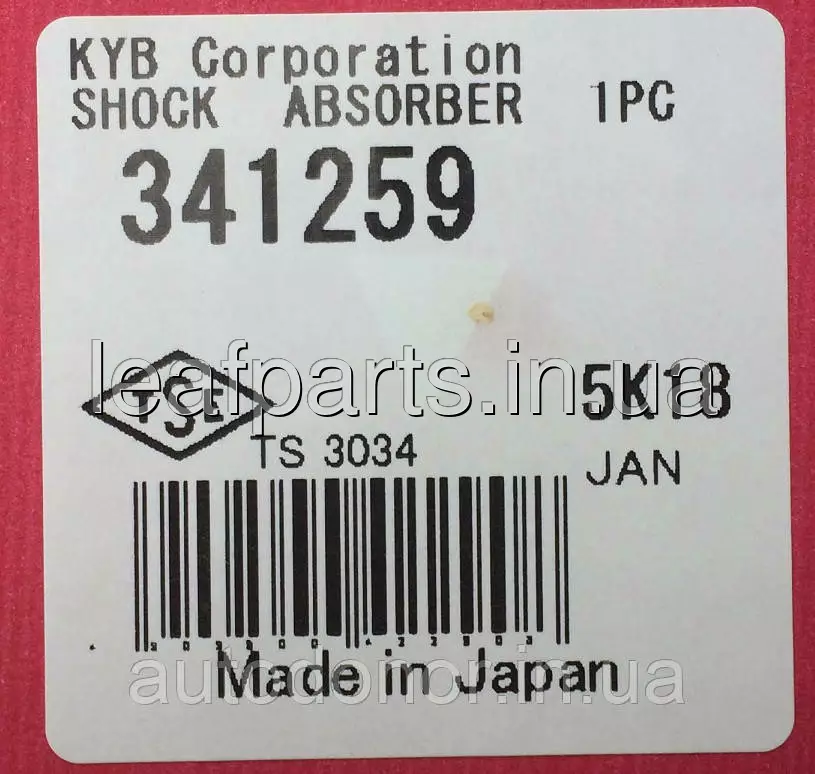 KYB Corporation
SHOCK ABSORBER 1PC
341259
leafparts.in.ua
TSE
5K18
TS 3034
JAN
Made in Japan
autodonor.in.ua